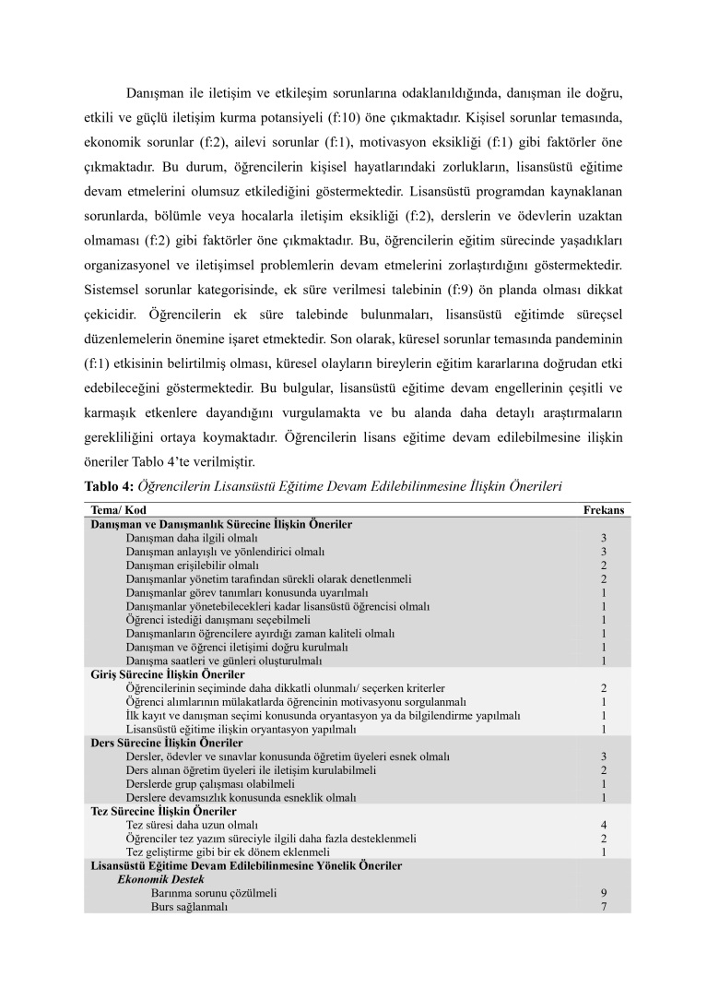 Danışman ile iletişim ve etkileşim sorunlarına odaklanıldığında, danışman ile doğru,
etkili ve güçlü iletişim kurma potansiyeli (f:10) öne çıkmaktadır. Kişisel sorunlar temasında,
ekonomik sorunlar (f:2), ailevi sorunlar (f:1), motivasyon eksikliği (f:1) gibi faktörler öne
çıkmaktadır. Bu durum, öğrencilerin kişisel hayatlarındaki zorlukların, lisansüstü eğitime
devam etmelerini olumsuz etkilediğini göstermektedir. Lisansüstü programdan kaynaklanan
sorunlarda, bölümle veya hocalarla iletişim eksikliği (f:2), derslerin ve ödevlerin uzaktan
olmaması (f:2) gibi faktörler öne çıkmaktadır. Bu, öğrencilerin eğitim sürecinde yaşadıkları
organizasyonel ve iletişimsel problemlerin devam etmelerini zorlaştırdığını göstermektedir.
Sistemsel sorunlar kategorisinde, ek süre verilmesi talebinin (f:9) ön planda olması dikkat
çekicidir. Öğrencilerin ek süre talebinde bulunmaları, lisansüstü eğitimde süreçsel
düzenlemelerin önemine işaret etmektedir. Son olarak, küresel sorunlar temasında pandeminin
(f:1) etkisinin belirtilmiş olması, küresel olayların bireylerin eğitim kararlarına doğrudan etki
edebileceğini göstermektedir. Bu bulgular, lisansüstü eğitime devam engellerinin çeşitli ve
karmaşık etkenlere dayandığını vurgulamakta ve bu alanda daha detaylı araştırmaların
gerekliliğini ortaya koymaktadır. Öğrencilerin lisans eğitime devam edilebilmesine ilişkin
öneriler Tablo 4’te verilmiştir.
Tablo 4: Öğrencilerin Lisansüstü Eğitime Devam Edilebilinmesine İlişkin Önerileri
Tema/ Kod Frekans
Danışman ve Danışmanlık Sürecine İlişkin Öneriler
Danışman daha ilgili olmalı 3
Danışman anlayışlı ve yönlendirici olmalı 3
Danışman erişilebilir olmalı 2
Danışmanlar yönetim tarafından sürekli olarak denetlenmeli 2
Danışmanlar görev tanımları konusunda uyarılmalı 1
Danışmanlar yönetebilecekleri kadar lisansüstü öğrencisi olmalı 1
Öğrenci istediği danışmanı seçebilmeli 1
Danışmanların öğrencilere ayırdığı zaman kaliteli olmalı 1
Danışman ve öğrenci iletişimi doğru kurulmalı 1
Danışma saatleri ve günleri oluşturulmalı 1
Giriş Sürecine İlişkin Öneriler
Öğrencilerinin seçiminde daha dikkatli olunmalı/ seçerken kriterler 2
Öğrenci alımlarının mülakatlarda öğrencinin motivasyonu sorgulanmalı 1
İlk kayıt ve danışman seçimi konusunda oryantasyon ya da bilgilendirme yapılmalı 1
Lisansüstü eğitime ilişkin oryantasyon yapılmalı 1
Ders Sürecine İlişkin Öneriler
Dersler, ödevler ve sınavlar konusunda öğretim üyeleri esnek olmalı 3
Ders alınan öğretim üyeleri ile iletişim kurulabilmeli 2
Derslerde grup çalışması olabilmeli 1
Derslere devamsızlık konusunda esneklik olmalı 1
Tez Sürecine İlişkin Öneriler
Tez süresi daha uzun olmalı 4
Öğrenciler tez yazım süreciyle ilgili daha fazla desteklenmeli 2
Tez geliştirme gibi bir ek dönem eklenmeli 1
Lisansüstü Eğitime Devam Edilebilinmesine Yönelik Öneriler
Ekonomik Destek
Barınma sorunu çözülmeli 9
Burs sağlanmalı 7